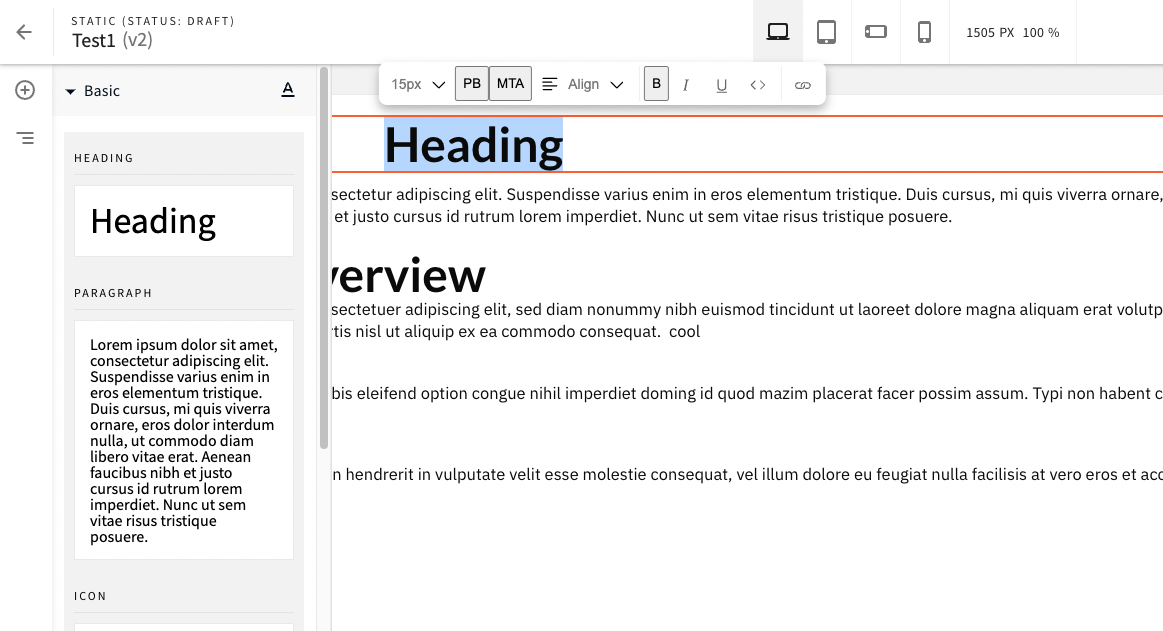 STATIC (STATUS: DRAFT)
Test1 (v2)
1505 PX 100 %
Basic
A
15px PB MTA Align B I U <>
HEADING
Heading
PARAGRAPH
Lorem ipsum dolor sit amet,
consectetur adipiscing elit.
Suspendisse varius enim in
eros elementum tristique.
Duis cursus, mi quis viverra
ornare, eros dolor interdum
nulla, ut commodo diam
libero vitae erat. Aenean
faucibus nibh et justo
cursus id rutrum lorem
imperdiet. Nunc ut sem
vitae risus tristique
posuere.
ICON
Heading
sectetur adipiscing elit. Suspendisse varius enim in eros elementum tristique. Duis cursus, mi quis viverra ornare,
et justo cursus id rutrum lorem imperdiet. Nunc ut sem vitae risus tristique posuere.
verview
sectetuer adipiscing elit, sed diam nonummy nibh euismod tincidunt ut laoreet dolore magna aliquam erat volutp
tis nisl ut aliquip ex ea commodo consequat. cool
bis eleifend option congue nihil imperdiet doming id quod mazim placerat facer possim assum. Typi non habent c
n hendrerit in vulputate velit esse molestie consequat, vel illum dolore eu feugiat nulla facilisis at vero eros et acc